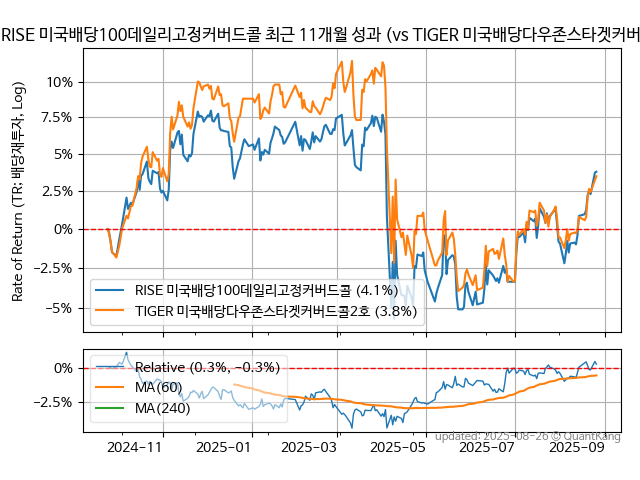 RISE 미국배당100데일리고정커버드콜 최근 11개월 성과 (vs TIGER 미국배당다우존스타겟커버
Rate of Return (TR: 배당재투자, Log)
10%
7.5%
5%
2.5%
0%
−2.5%
−5%
RISE 미국배당100데일리고정커버드콜 (4.1%)
TIGER 미국배당다우존스타겟커버드콜2호 (3.8%)
0%
−2.5%
Relative (0.3%, −0.3%)
MA(60)
MA(240)
2024−11
2025−01
2025−03
2025−05
2025−07
2025−09
updated: 2025-08-26 © QuantKang